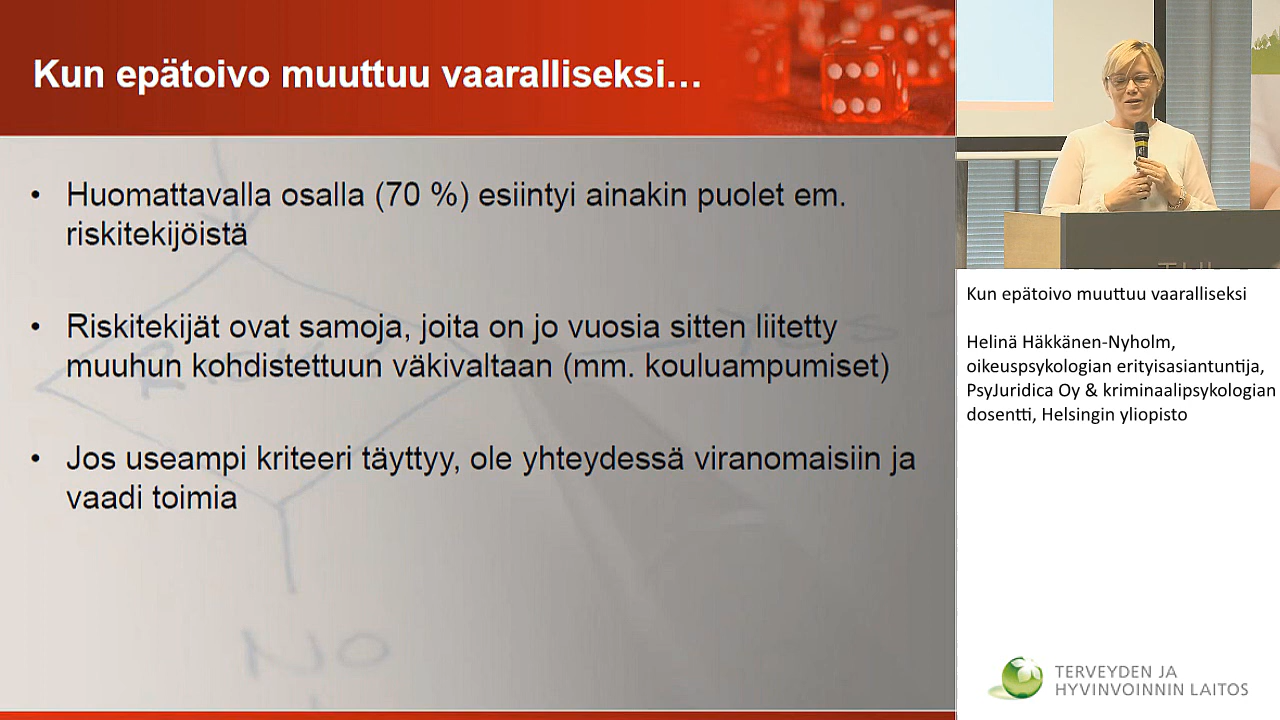 Kun epätoivo muuttuu vaaralliseksi…
• Huomattavalla osalla (70 %) esiintyi ainakin puolet em.
riskitekijöistä
• Riskitekijät ovat samoja, joita on jo vuosia sitten liitetty
muuhun kohdistettuun väkivaltaan (mm. kouluampumiset)
• Jos useampi kriteeri täyttyy, ole yhteydessä viranomaisiin ja
vaadi toimia
NO
Kun epätoivo muuttuu vaaralliseksi
Helinä Häkkänen-Nyholm,
oikeuspsykologian erityisasiantuntija,
PsyJuridica Oy & kriminaalipsykologian
dosentti, Helsingin yliopisto
TERVEYDEN JA
HYVINVOINNIN LAITOS